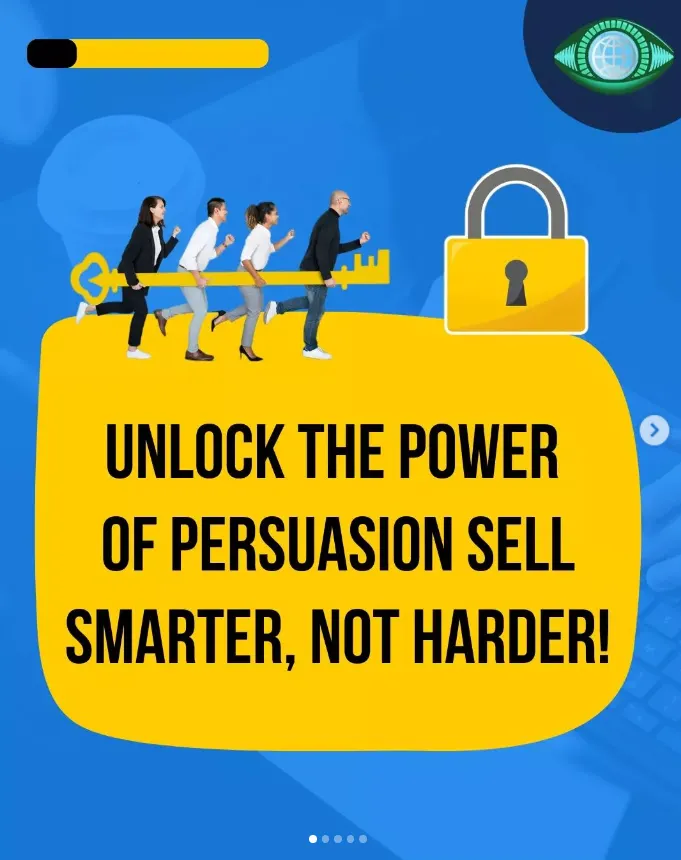 UNLOCK THE POWER
OF PERSUASION SELL
SMARTER, NOT HARDER!